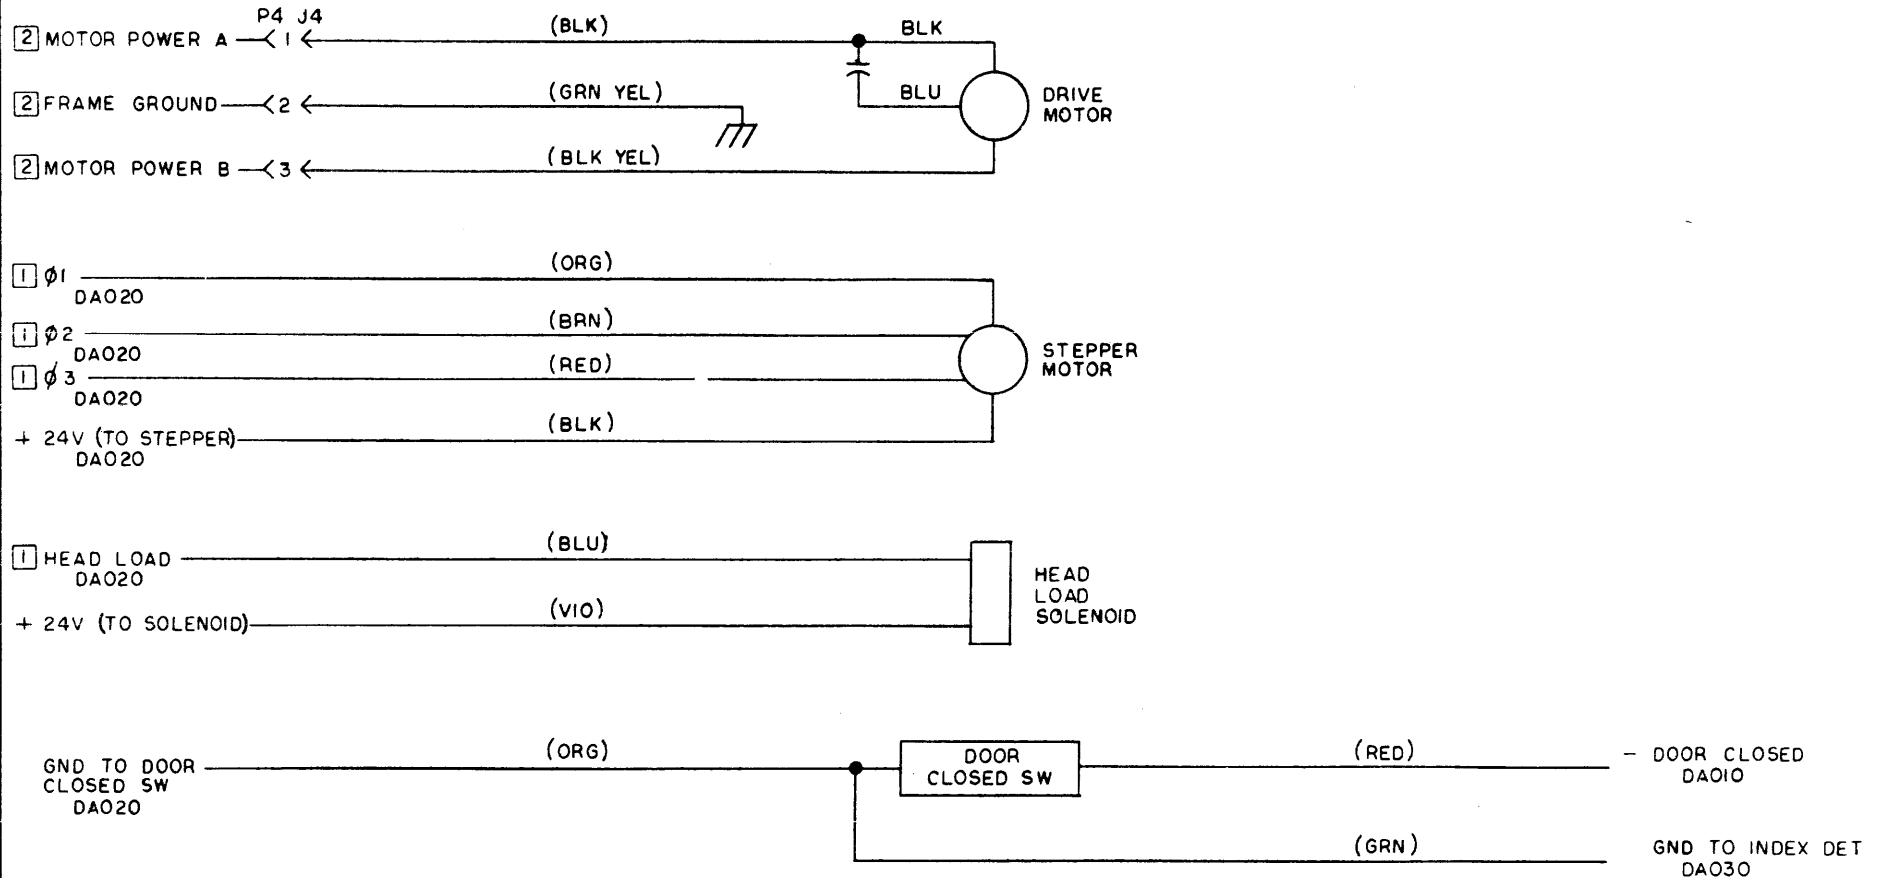 P4 J4
2 MOTOR POWER A 1 (BLK) BLK
2 FRAME GROUND 2 (GRN YEL) BLU
DRIVE
MOTOR
2 MOTOR POWER B 3 (BLK YEL)
1 ø1 (ORG)
DA020
1 ø2 (BRN)
DA020
1 ø3 (RED)
DA020
STEPPER
MOTOR
+ 24V (TO STEPPER) (BLK)
DA020
1 HEAD LOAD (BLU)
DA020
HEAD
LOAD
SOLENOID
+ 24V (TO SOLENOID) (VIO)
GND TO DOOR
CLOSED SW
DA020
(ORG)
DOOR
CLOSED SW
(RED)
- DOOR CLOSED
DA010
(GRN)
GND TO INDEX DET
DA030